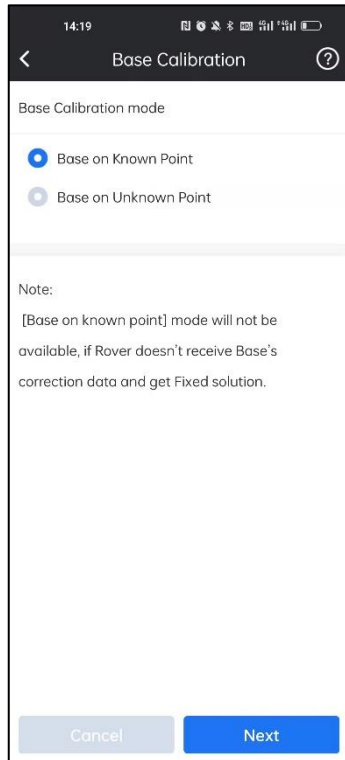 14:19
Base Calibration
Base Calibration mode
Base on Known Point
Base on Unknown Point
Note:
[Base on known point] mode will not be
available, if Rover doesn't receive Base's
correction data and get Fixed solution.
Cancel
Next